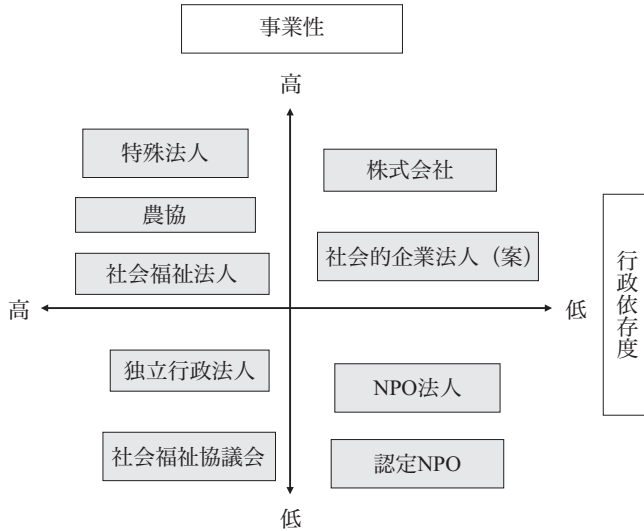 事業性
高
特殊法人
株式会社
農協
社会的企業法人（案）
社会福祉法人
高
低
行政依存度
独立行政法人
NPO法人
社会福祉協議会
認定NPO
低